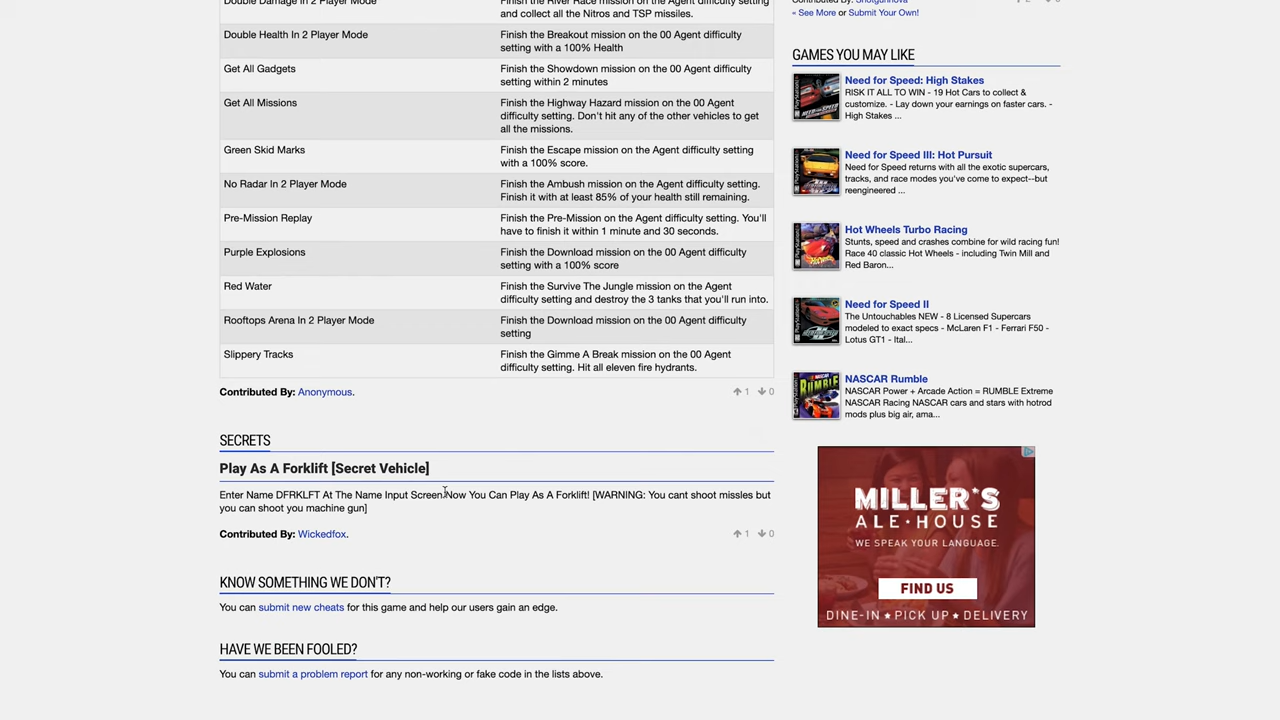 Double Damage In 2 Player Mode
Finish the River Race mission on the Agent difficulty setting
and collect all the Nitros and TSP missiles.
Double Health In 2 Player Mode
Finish the Breakout mission on the 00 Agent difficulty
setting with a 100% Health
Get All Gadgets
Finish the Showdown mission on the 00 Agent difficulty
setting within 2 minutes
Get All Missions
Finish the Highway Hazard mission on the 00 Agent
difficulty setting. Don't hit any of the other vehicles to get
all the missions.
Green Skid Marks
Finish the Escape mission on the Agent difficulty setting
with a 100% score.
No Radar In 2 Player Mode
Finish the Ambush mission on the Agent difficulty setting.
Finish it with at least 85% of your health still remaining.
Pre-Mission Replay
Finish the Pre-Mission on the Agent difficulty setting. You'll
have to finish it within 1 minute and 30 seconds.
Purple Explosions
Finish the Download mission on the 00 Agent difficulty
setting with a 100% score
Red Water
Finish the Survive The Jungle mission on the Agent
difficulty setting and destroy the 3 tanks that you'll run into.
Rooftops Arena In 2 Player Mode
Finish the Download mission on the 00 Agent difficulty
setting
Slippery Tracks
Finish the Gimme A Break mission on the 00 Agent
difficulty setting. Hit all eleven fire hydrants.
Contributed By: Anonymous.
1 0
SECRETS
Play As A Forklift [Secret Vehicle]
Enter Name DFRKLFT At The Name Input Screen.Now You Can Play As A Forklift! [WARNING: You cant shoot missles but
you can shoot you machine gun]
Contributed By: Wickedfox.
1 0
KNOW SOMETHING WE DON'T?
You can submit new cheats for this game and help our users gain an edge.
HAVE WE BEEN FOOLED?
You can submit a problem report for any non-working or fake code in the lists above.
« See More or Submit Your Own!
GAMES YOU MAY LIKE
Need for Speed: High Stakes
RISK IT ALL TO WIN - 19 Hot Cars to collect &
customize. - Lay down your earnings on faster cars. -
High Stakes ...
Need for Speed III: Hot Pursuit
Need for Speed returns with all the exotic supercars,
tracks, and race modes you've come to expect--but
reengineered ...
Hot Wheels Turbo Racing
Stunts, speed and crashes combine for wild racing fun!
Race 40 classic Hot Wheels - including Twin Mill and
Red Baron...
Need for Speed II
The Untouchables NEW - 8 Licensed Supercars
modeled to exact specs - McLaren F1 - Ferrari F50 -
Lotus GT1 - Ital...
NASCAR Rumble
NASCAR Power + Arcade Action = RUMBLE Extreme
NASCAR Racing NASCAR cars and stars with hotrod
mods plus big air, ama...
MILLER'S
ALE•HOUSE
WE SPEAK YOUR LANGUAGE.
FIND US
DINE-IN ★ PICK UP ★ DELIVERY